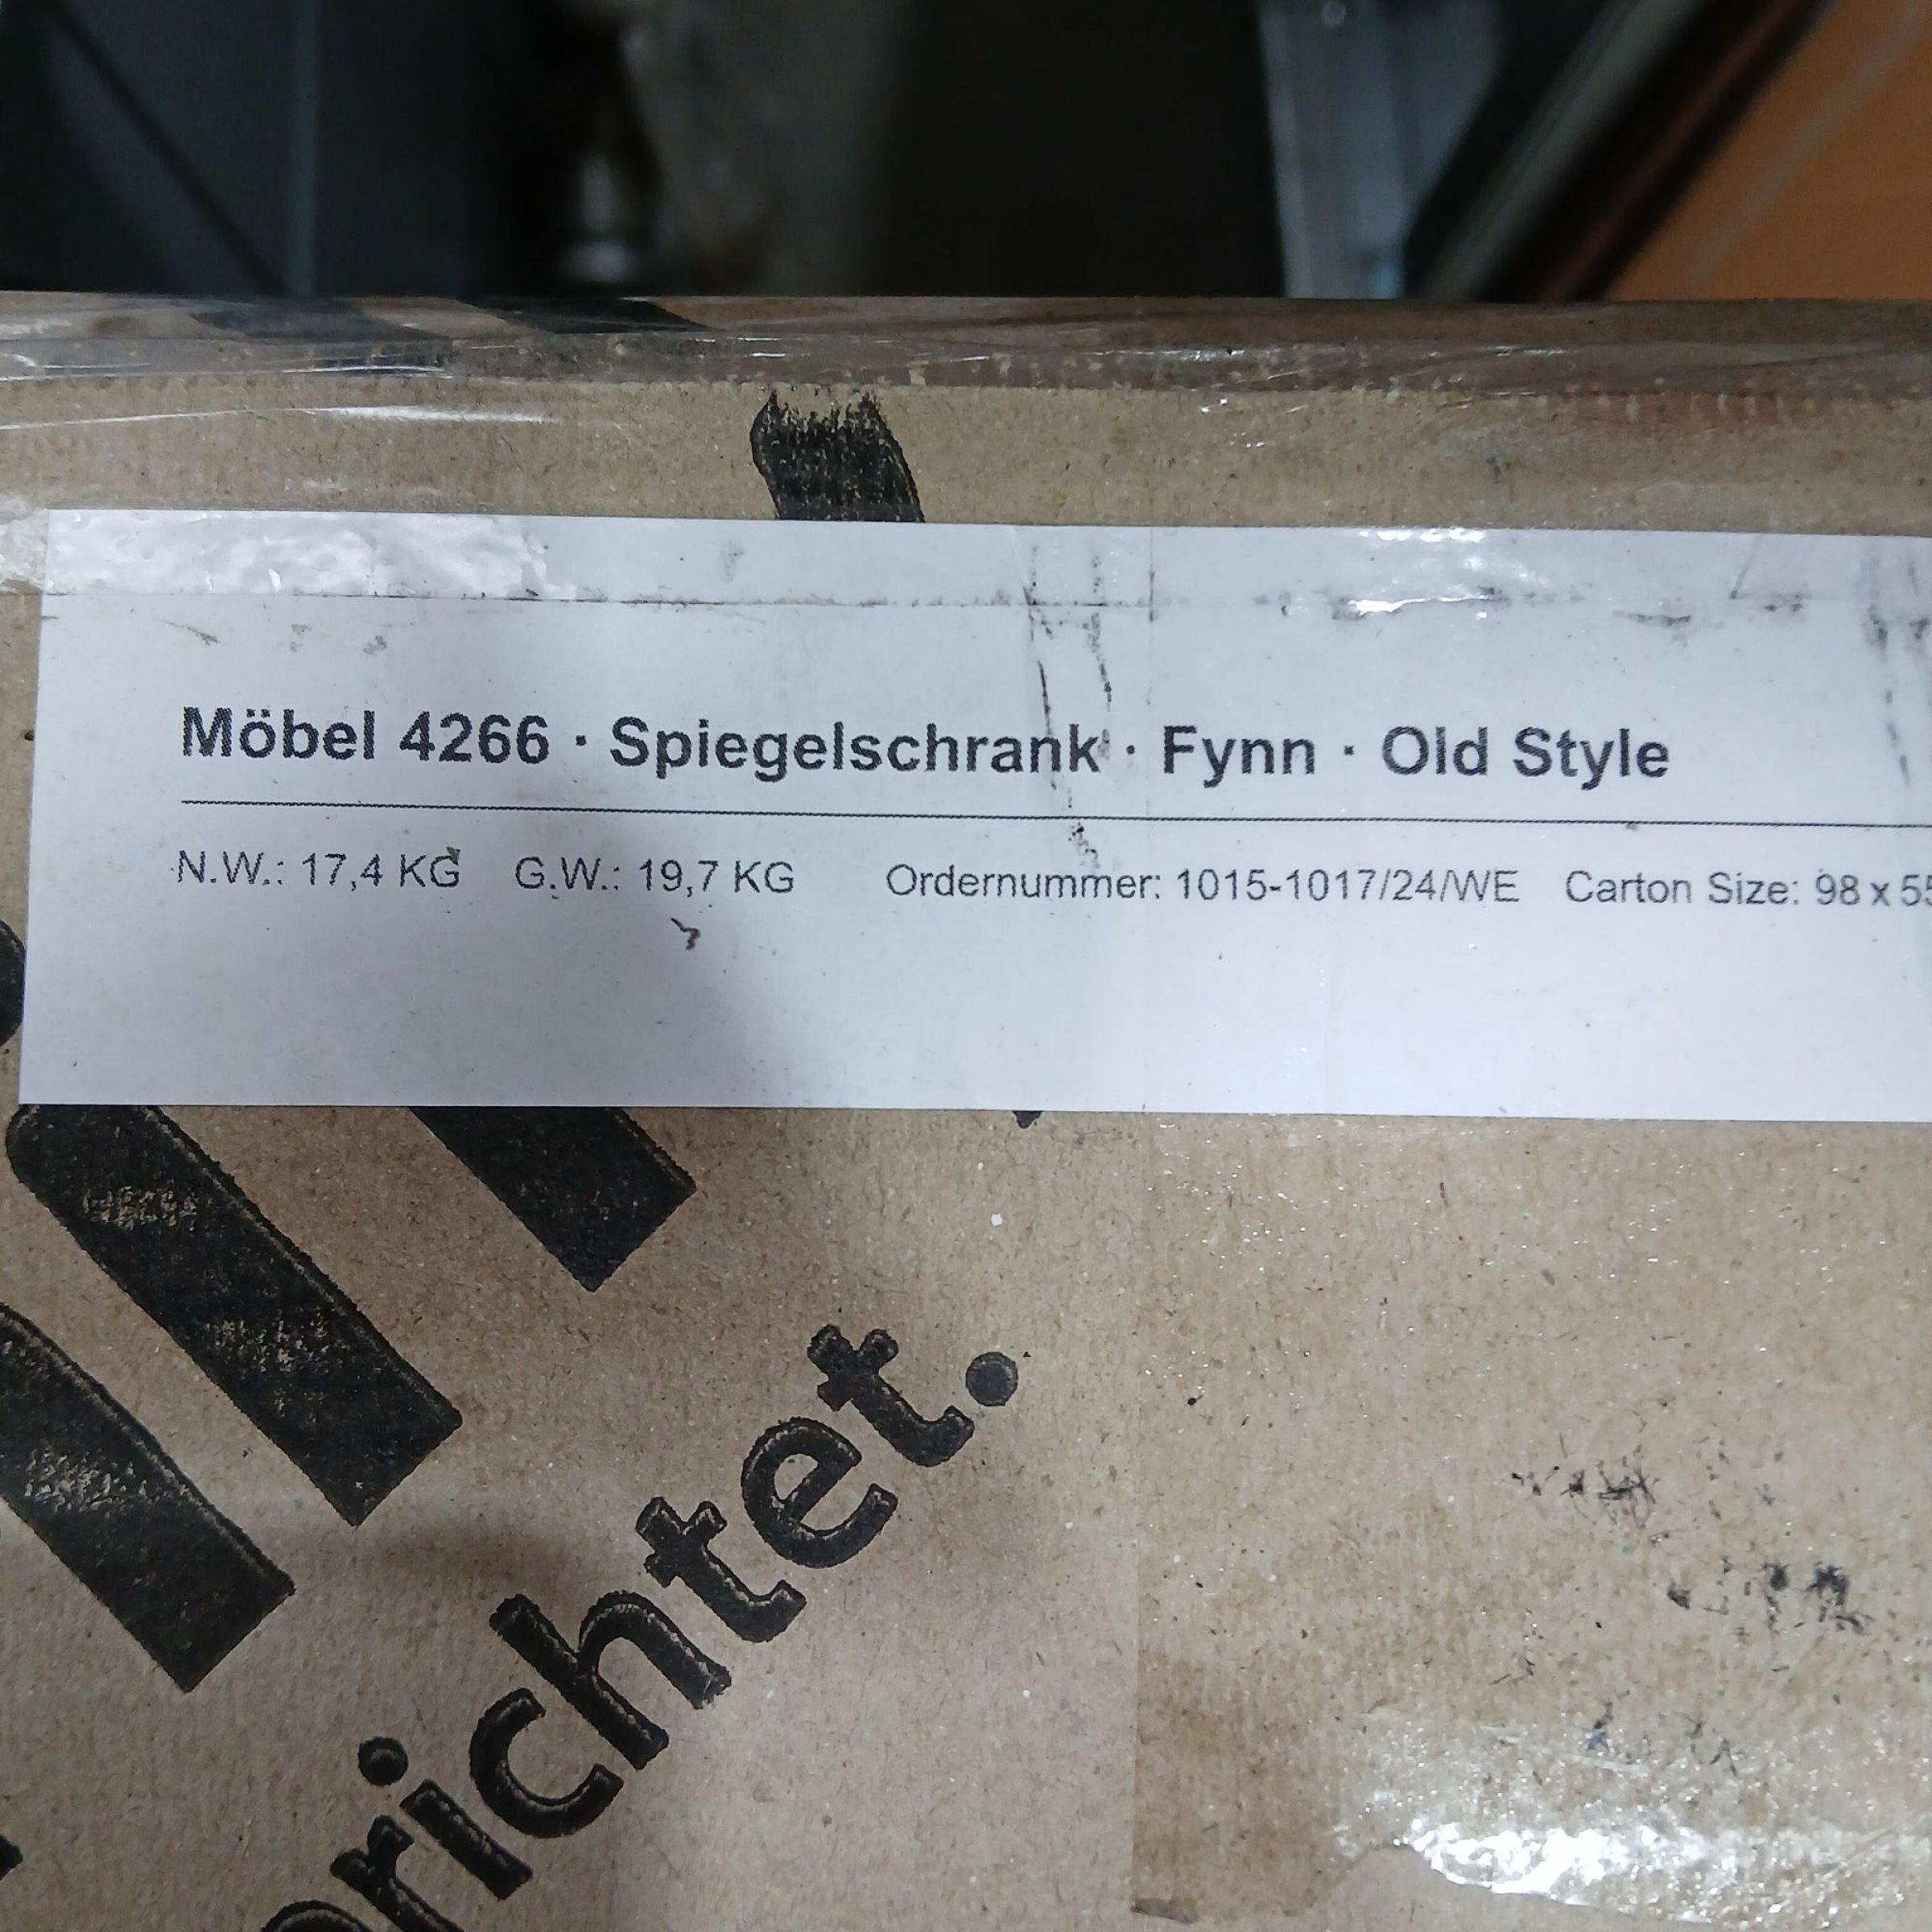 Möbel 4266 · Spiegelschrank · Fynn · Old Style
N.W.: 17,4 KG G.W.: 19,7 KG Ordernummer: 1015-1017/24/WE Carton Size: 98 x 55
richtet.